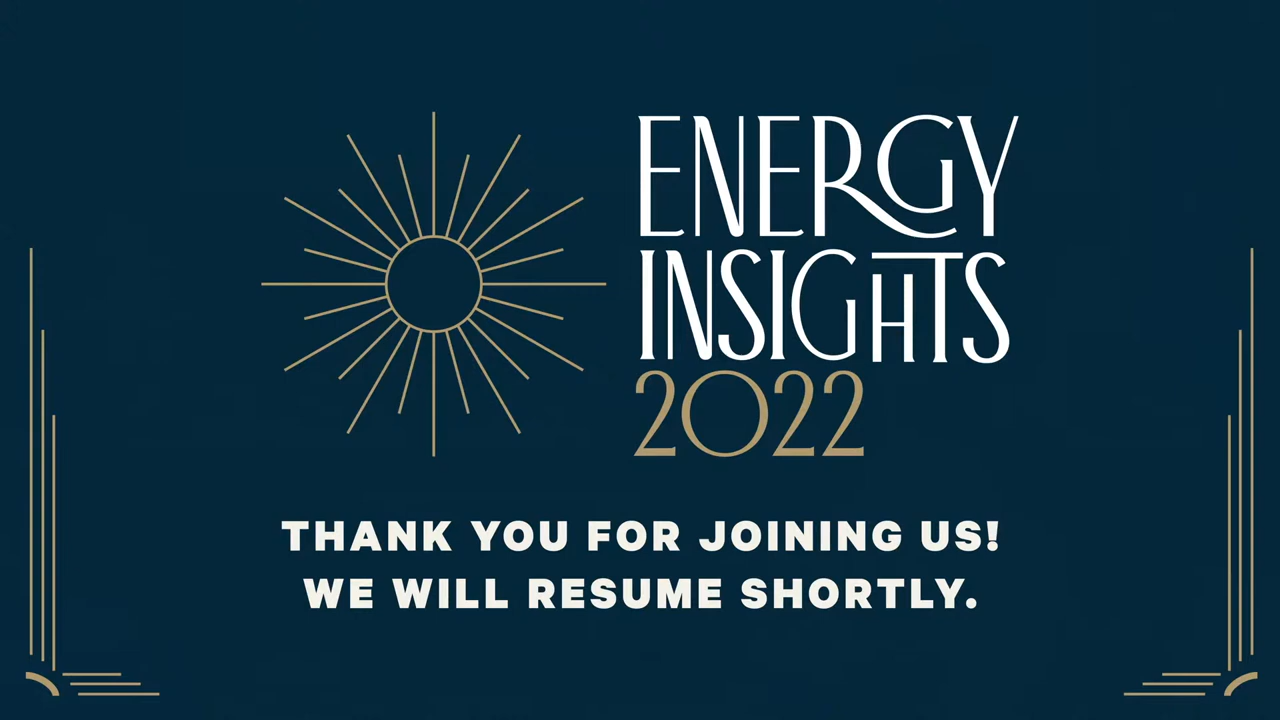 ENERGY
INSIGHTS
2022
THANK YOU FOR JOINING US!
WE WILL RESUME SHORTLY.